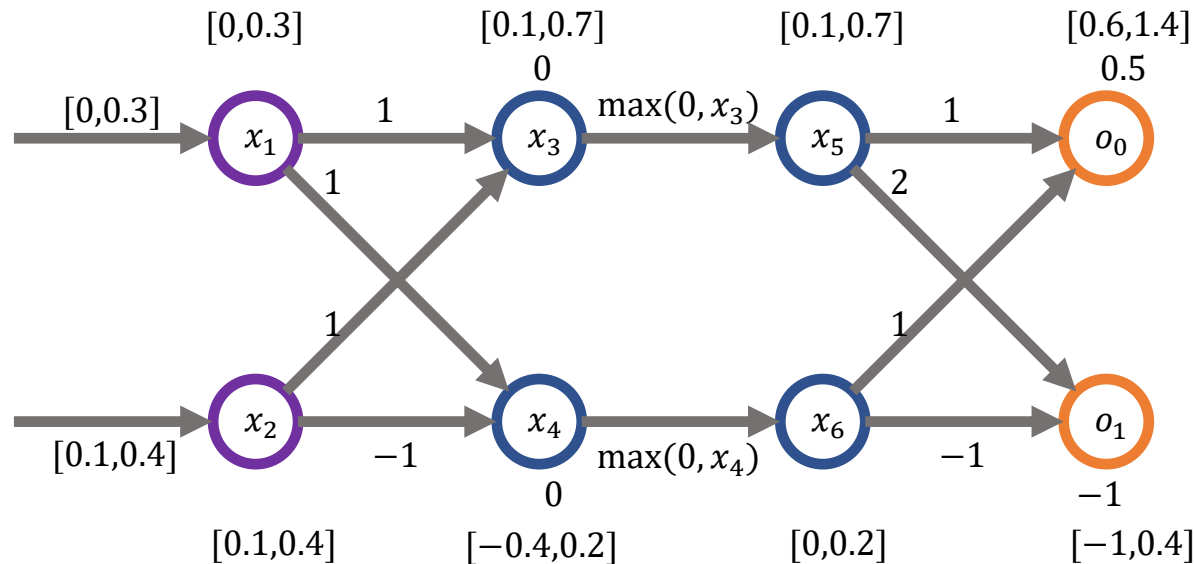 [0,0.3] [0.1,0.7] [0.1,0.7] [0.6,1.4]
0 0.5
[0,0.3] 1 max(0, x₃) 1
x₁ x₃ x₅ o₀
1 2
1 1
x₂ x₄ x₆ o₁
[0.1,0.4] −1 max(0, x₄) −1
0 −1
[0.1,0.4] [−0.4,0.2] [0,0.2] [−1,0.4]